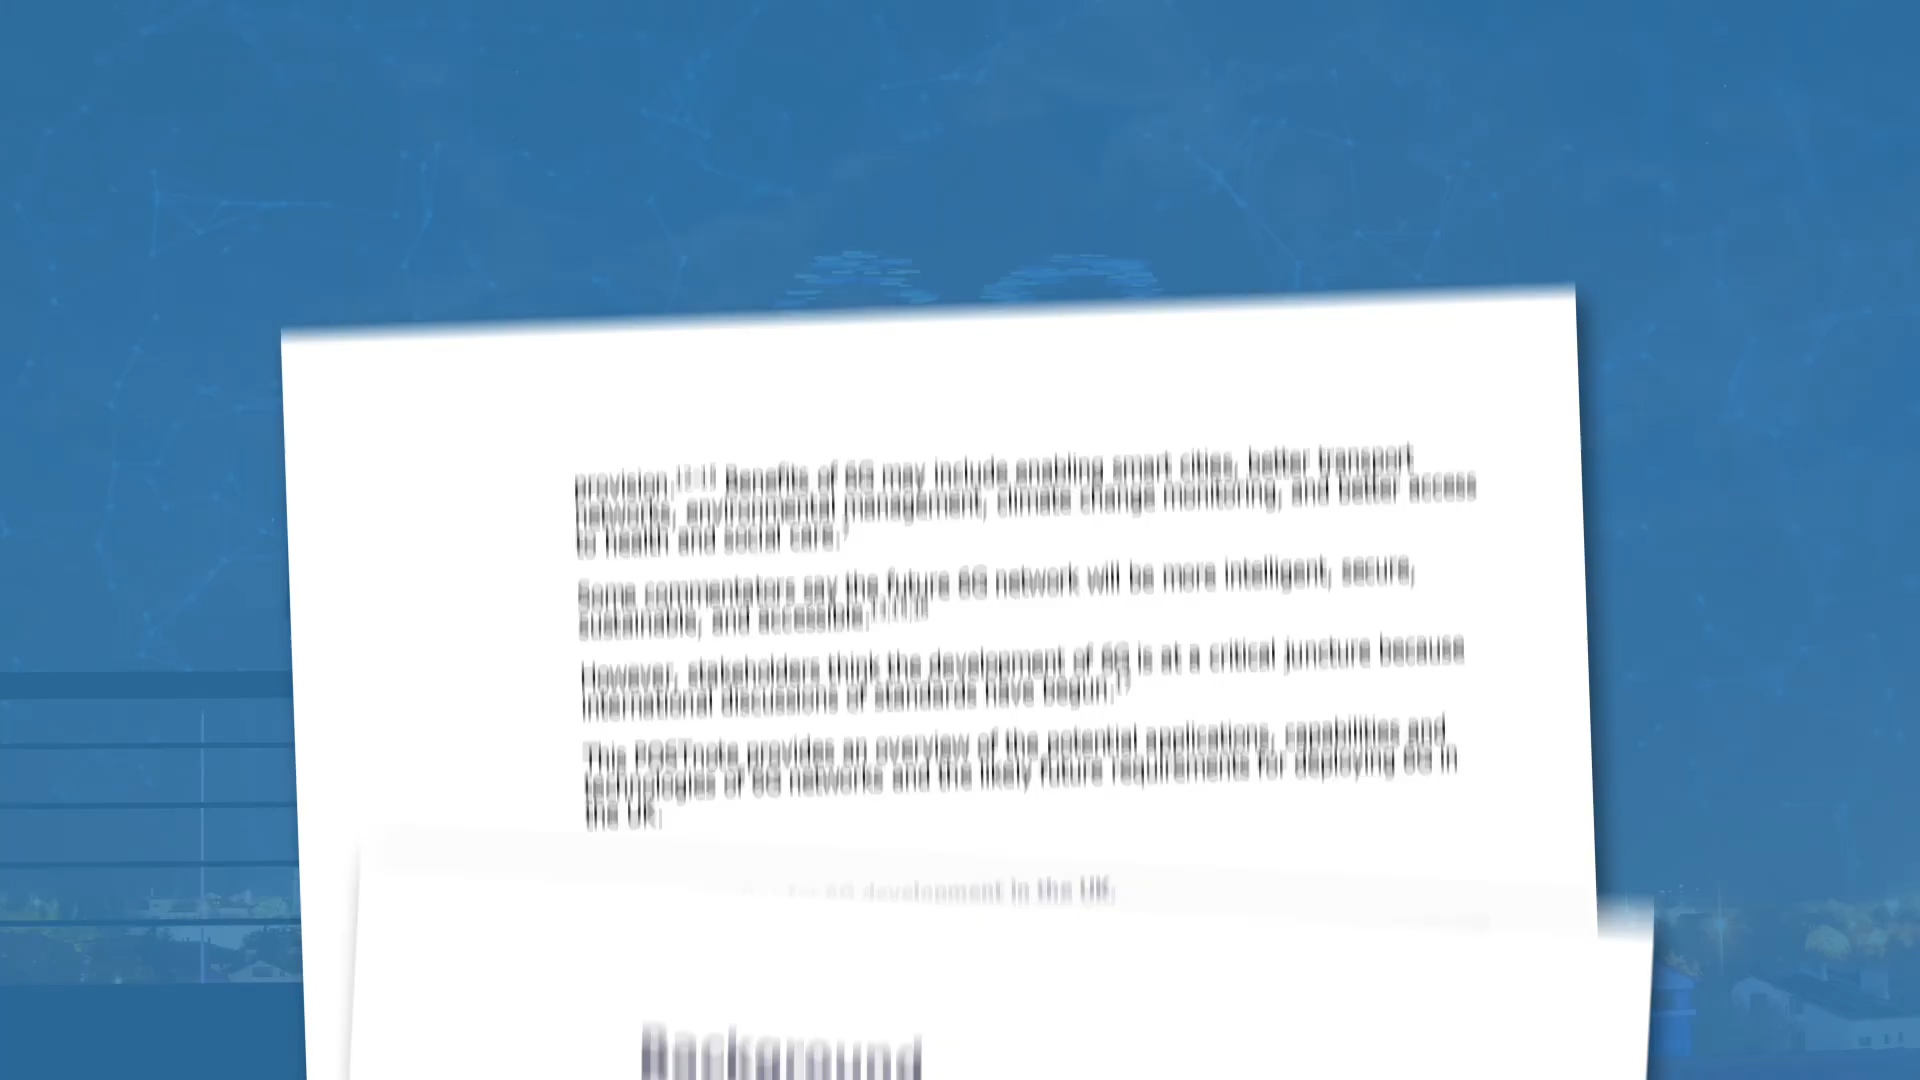 provision. Benefits of 6G may include enabling smart cities, better transport
networks, environmental management, climate change monitoring, and better access
to health and social care.
Some commentators say the future 6G network will be more intelligent, secure,
sustainable, and accessible.
However, stakeholders think the development of 6G is at a critical juncture because
international discussions of standards have begun.
This POSTnote provides an overview of the potential applications, capabilities and
technologies of 6G networks and the likely future requirements for deploying 6G in
the UK.
for 6G development in the UK.
Background